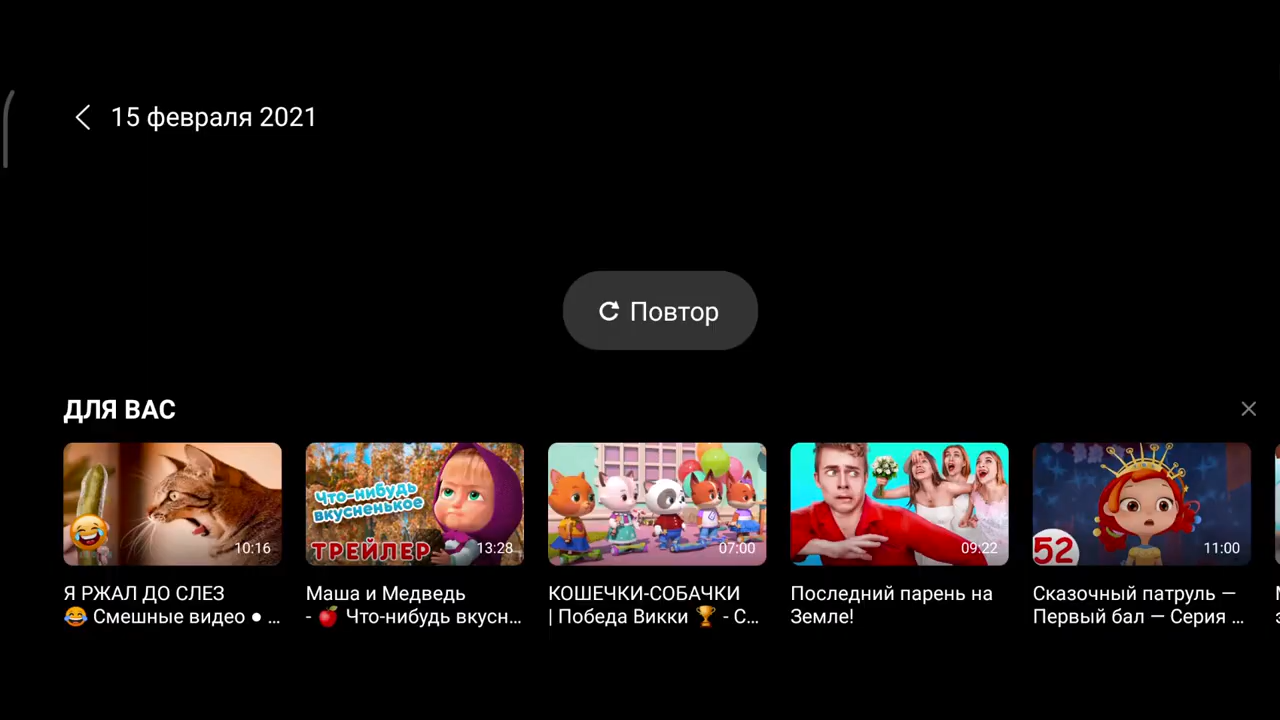 15 февраля 2021
Повтор
ДЛЯ ВАС
10:16
Что-нибудь
вкусненькое
ТРЕЙЛЕР
13:28
07:00
09:22
52
11:00
Я РЖАЛ ДО СЛЕЗ
😂 Смешные видео ● ...
Маша и Медведь
- 🍎 Что-нибудь вкусн...
КОШЕЧКИ-СОБАЧКИ
| Победа Викки 🏆 - С...
Последний парень на
Земле!
Сказочный патруль —
Первый бал — Серия ...